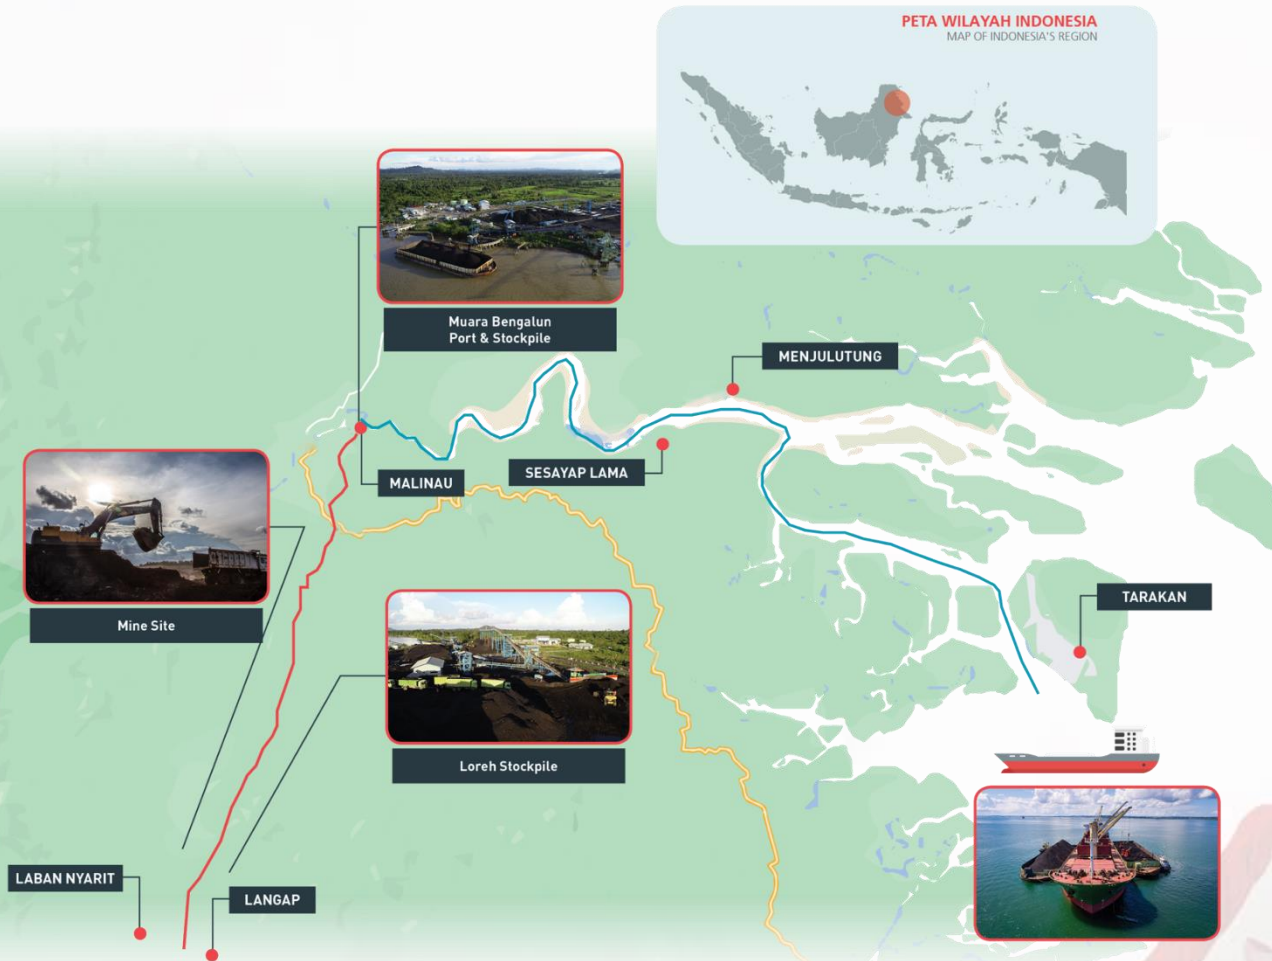 PETA WILAYAH INDONESIA
MAP OF INDONESIA'S REGION
Muara Bengalun
Port & Stockpile
MENJULUTUNG
MALINAU
SESAYAP LAMA
Mine Site
TARAKAN
Loreh Stockpile
LABAN NYARIT
LANGAP